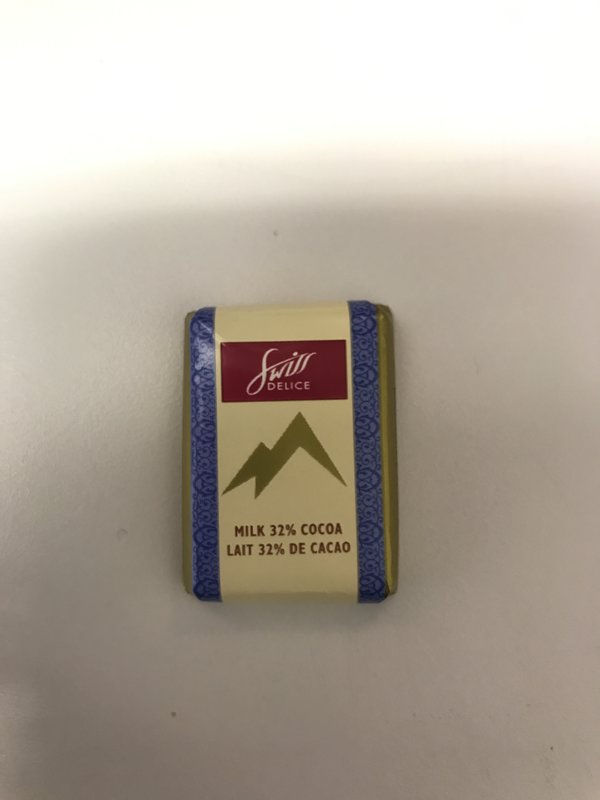 Swiss
DELICE
MILK 32% COCOA
LAIT 32% DE CACAO